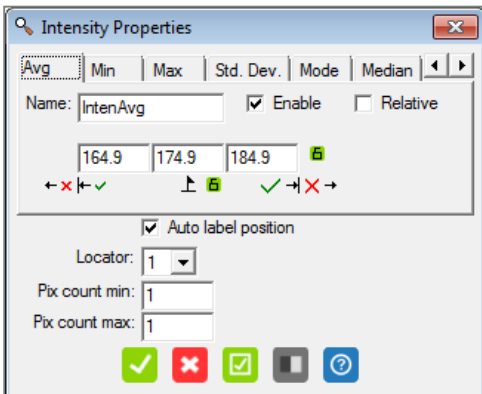 Intensity Properties
Avg Min Max Std. Dev. Mode Median
Name: IntenAvg Enable Relative
164.9 174.9 184.9
Auto label position
Locator: 1
Pix count min: 1
Pix count max: 1